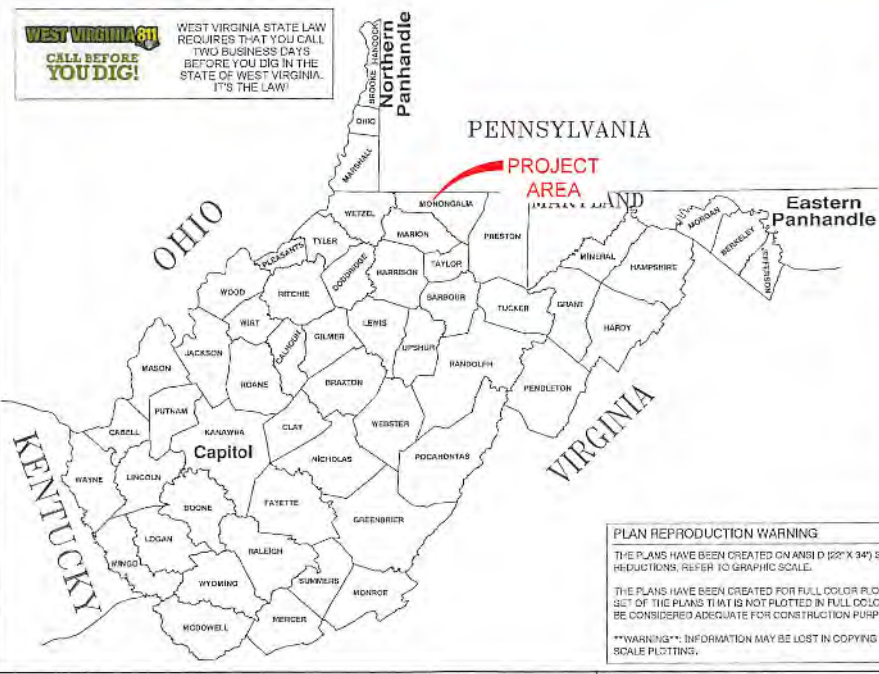 WEST VIRGINIA 811
CALL BEFORE
YOU DIG!
WEST VIRGINIA STATE LAW
REQUIRES THAT YOU CALL
TWO BUSINESS DAYS
BEFORE YOU DIG IN THE
STATE OF WEST VIRGINIA.
IT'S THE LAW!
HANCOCK
BROOKE
Northern
Panhandle
OHIO
MARSHALL
PENNSYLVANIA
PROJECT
AREA
MARYLAND
Eastern
Panhandle
OHIO
WETZEL
MONONGALIA
MARION
PRESTON
MORGAN
BERKELEY
JEFFERSON
TYLER
PLEASANTS
DODDRIDGE
HARRISON
TAYLOR
MINERAL
HAMPSHIRE
WOOD
RITCHIE
BARBOUR
TUCKER
GRANT
HARDY
WIRT
CALHOUN
GILMER
LEWIS
UPSHUR
RANDOLPH
JACKSON
MASON
ROANE
BRAXTON
PENDLETON
PUTNAM
CABELL
KANAWHA
Capitol
CLAY
WEBSTER
NICHOLAS
POCAHONTAS
VIRGINIA
KENTUCKY
WAYNE
LINCOLN
BOONE
FAYETTE
GREENBRIER
LOGAN
MINGO
RALEIGH
WYOMING
SUMMERS
MONROE
MERCER
MCDOWELL
PLAN REPRODUCTION WARNING
THE PLANS HAVE BEEN CREATED ON ANSI D (22" X 34") S
REDUCTIONS, REFER TO GRAPHIC SCALE.
THE PLANS HAVE BEEN CREATED FOR FULL COLOR PLO
SET OF THE PLANS THAT IS NOT PLOTTED IN FULL COLO
BE CONSIDERED ADEQUATE FOR CONSTRUCTION PURP
**WARNING**: INFORMATION MAY BE LOST IN COPYING
SCALE PLOTTING.